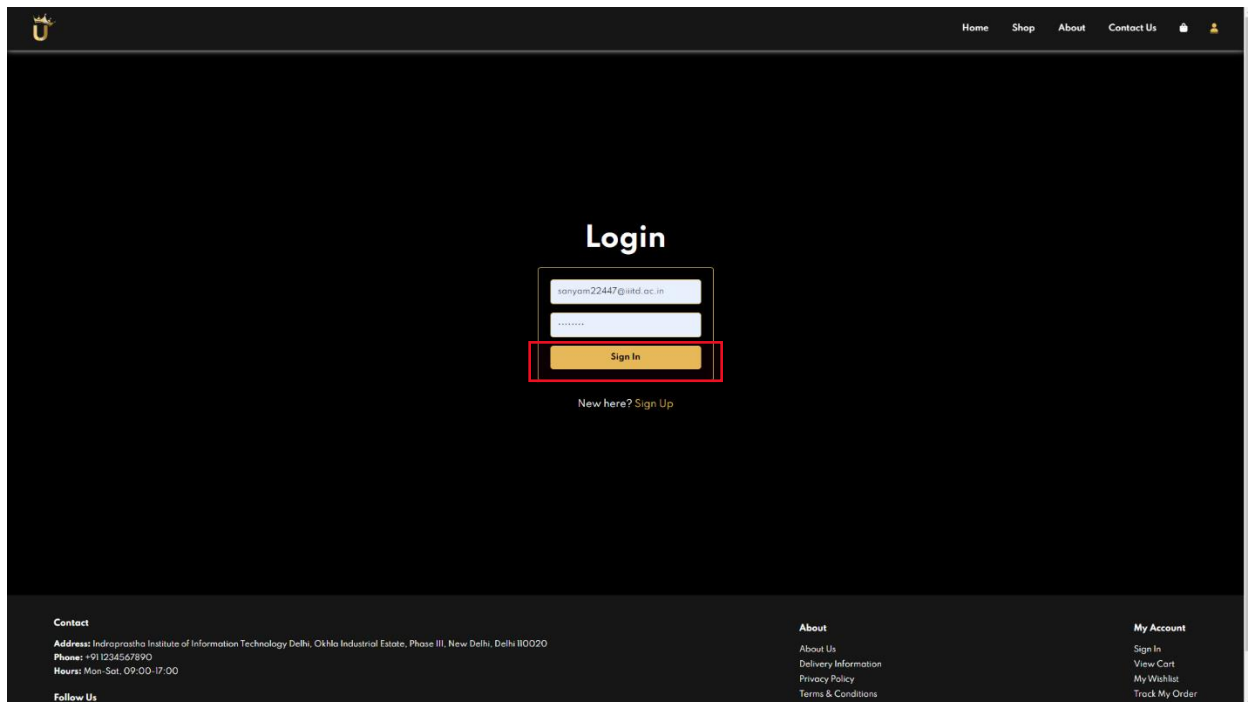 Ü
Home Shop About Contact Us
Login
sanyam22447@iiitd.ac.in
........
Sign In
New here? Sign Up
Contact
Address: Indraprastha Institute of Information Technology Delhi, Okhla Industrial Estate, Phase III, New Delhi, Delhi 110020
Phone: +91 1234567890
Hours: Mon-Sat, 09:00-17:00
Follow Us
About
About Us
Delivery Information
Privacy Policy
Terms & Conditions
My Account
Sign In
View Cart
My Wishlist
Track My Order